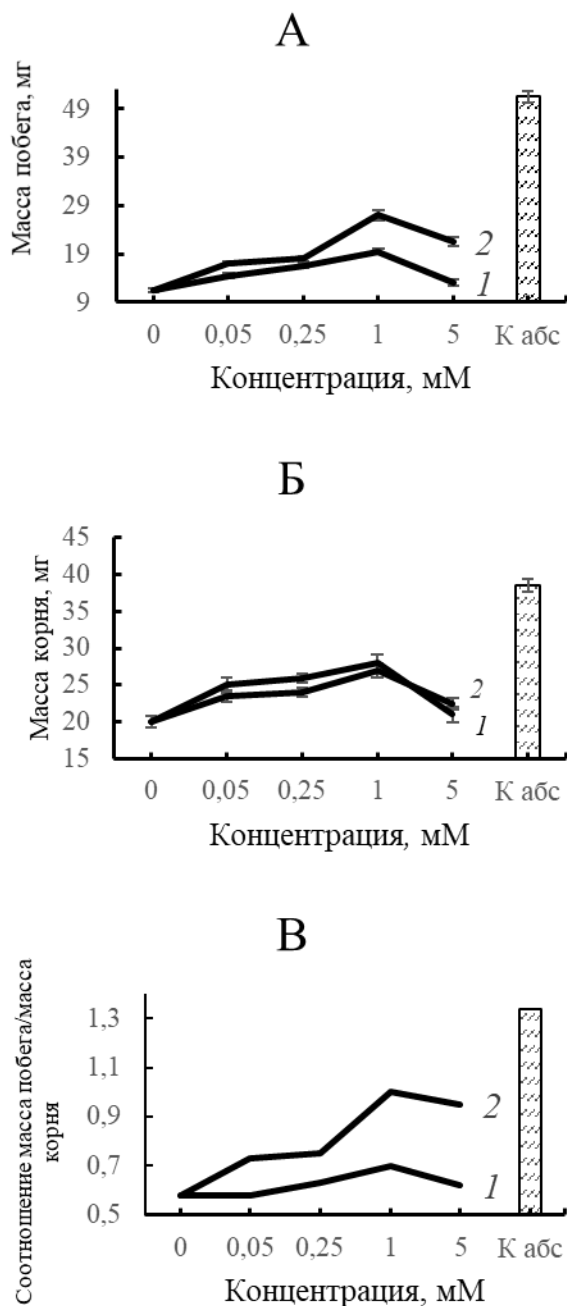 А
Масса побега, мг
49
39
29
19
9
2
1
0 0,05 0,25 1 5 К абс
Концентрация, мМ
Б
Масса корня, мг
45
40
35
30
25
20
15
2
1
0 0,05 0,25 1 5 К абс
Концентрация, мМ
В
Соотношение масса побега/масса
корня
1,3
1,1
0,9
0,7
0,5
2
1
0 0,05 0,25 1 5 К абс
Концентрация, мМ